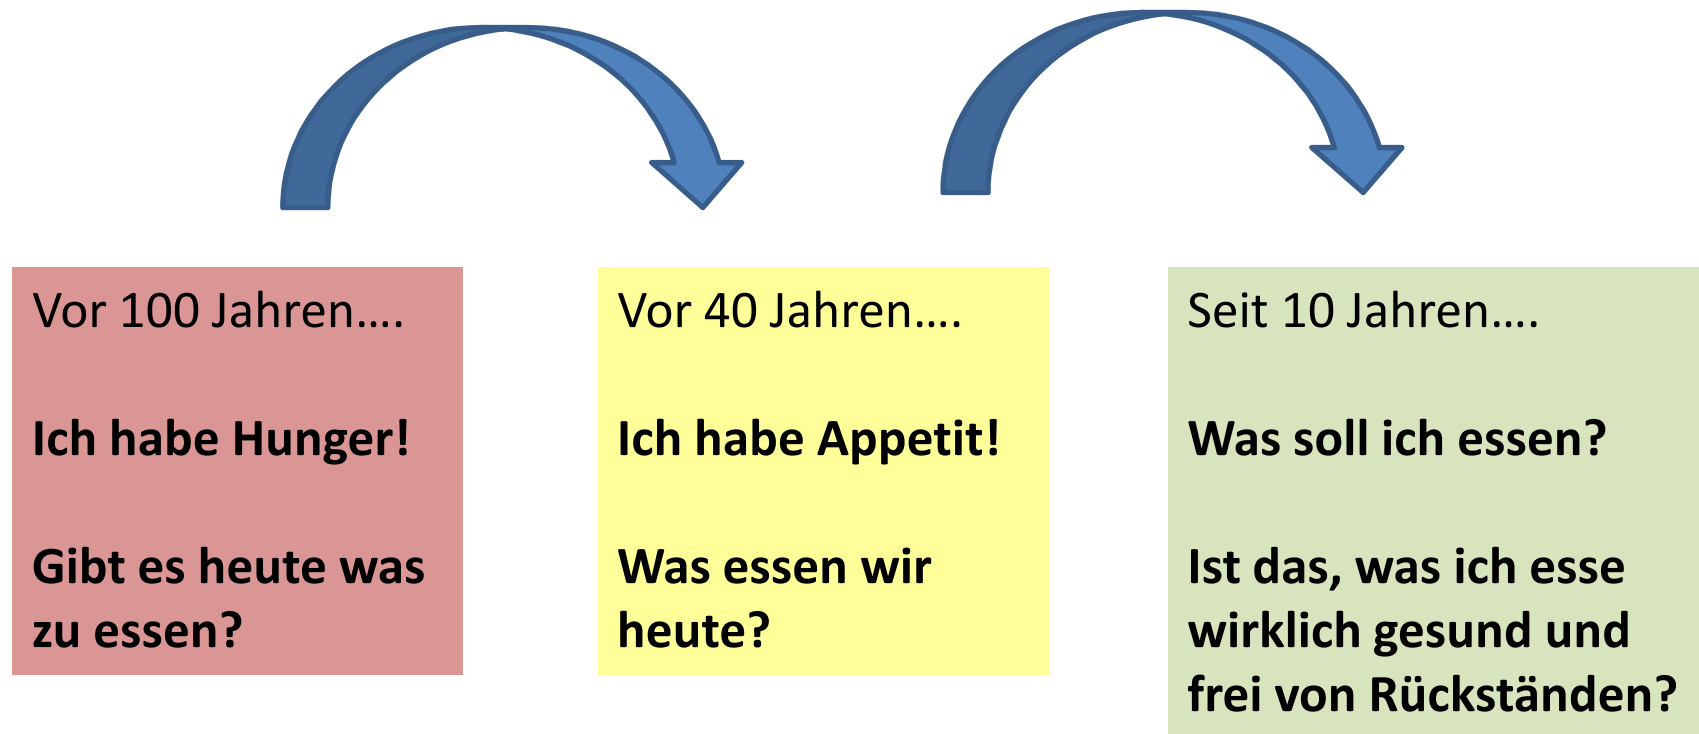 Vor 100 Jahren....
Ich habe Hunger!
Gibt es heute was
zu essen?
Vor 40 Jahren....
Ich habe Appetit!
Was essen wir
heute?
Seit 10 Jahren....
Was soll ich essen?
Ist das, was ich esse
wirklich gesund und
frei von Rückständen?